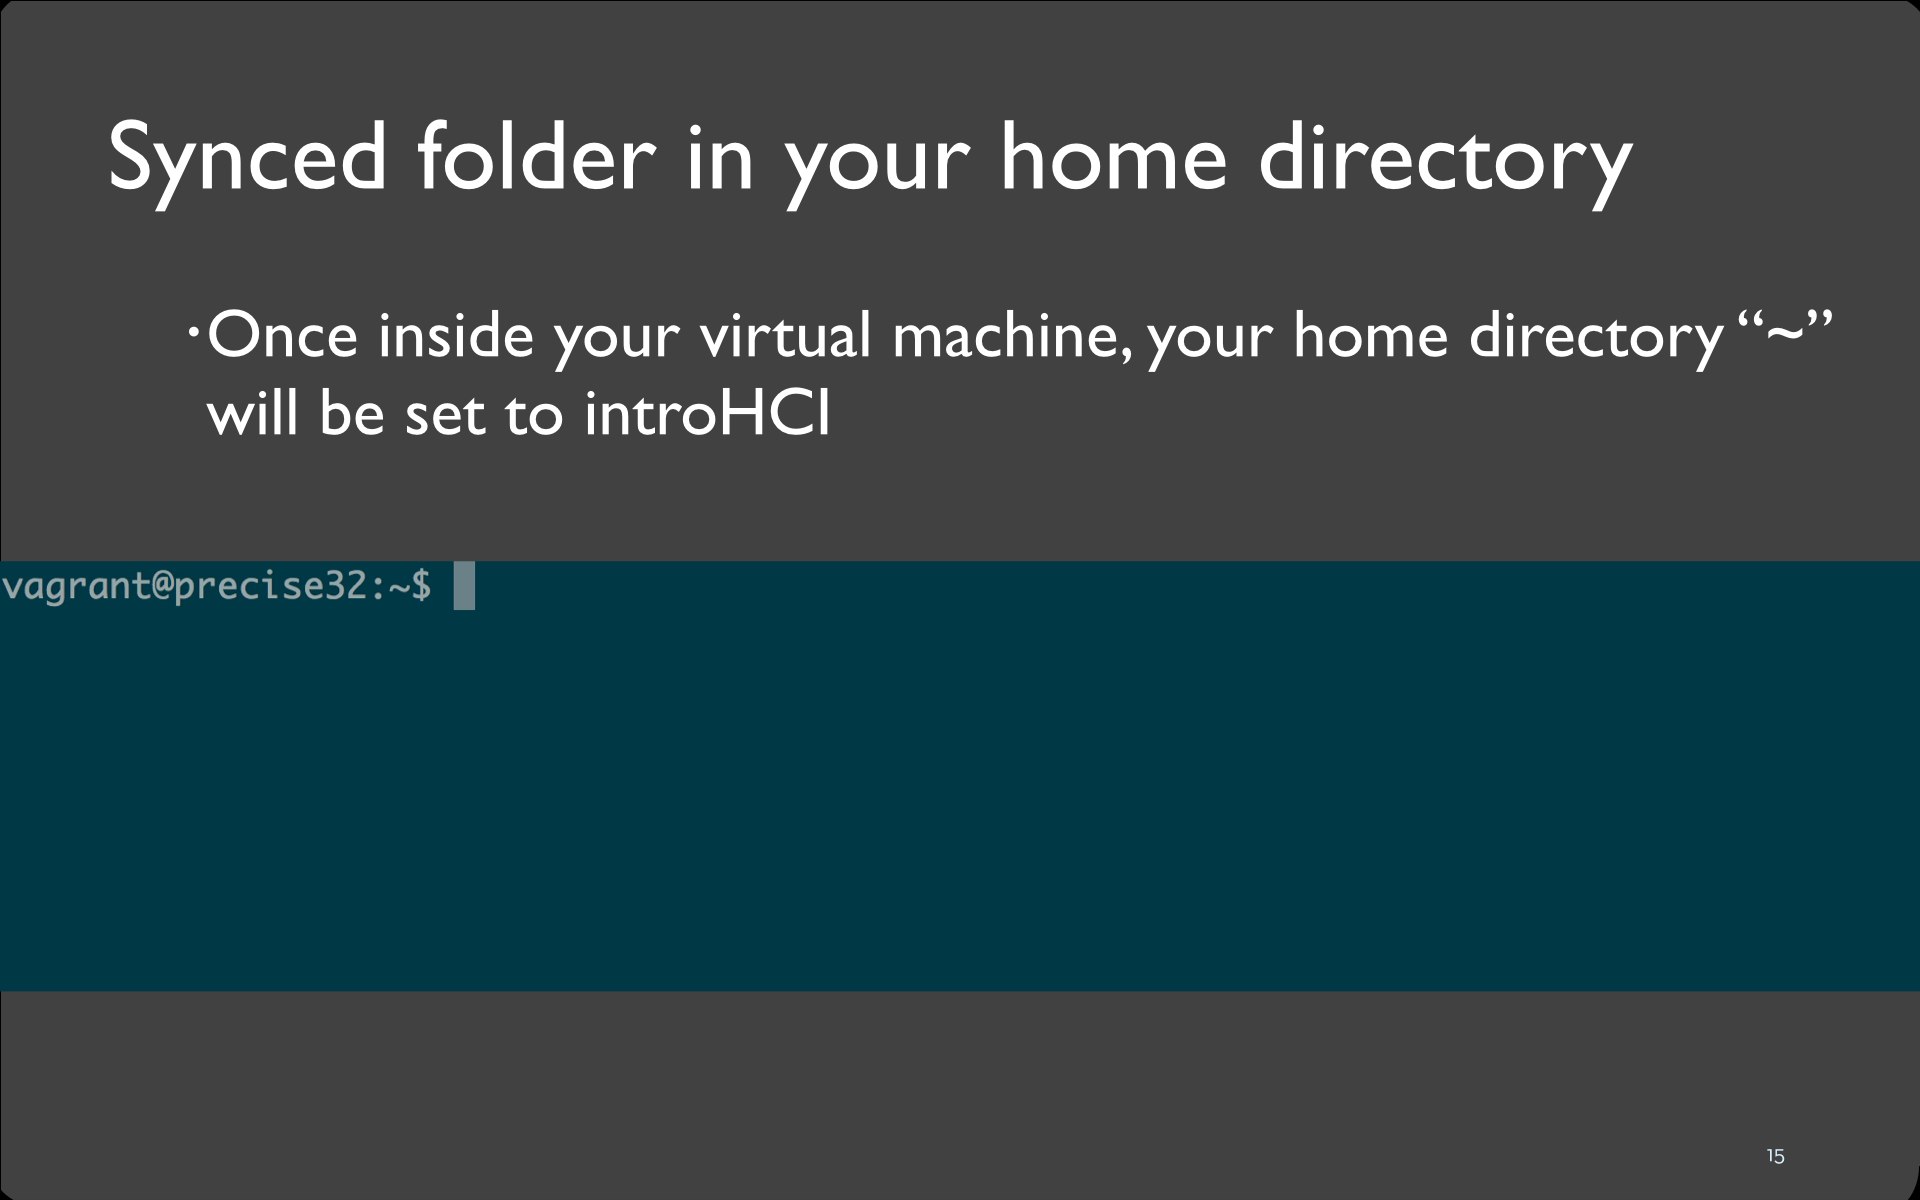 Synced folder in your home directory
•Once inside your virtual machine, your home directory “~”
will be set to introHCI
vagrant@precise32:~$
15